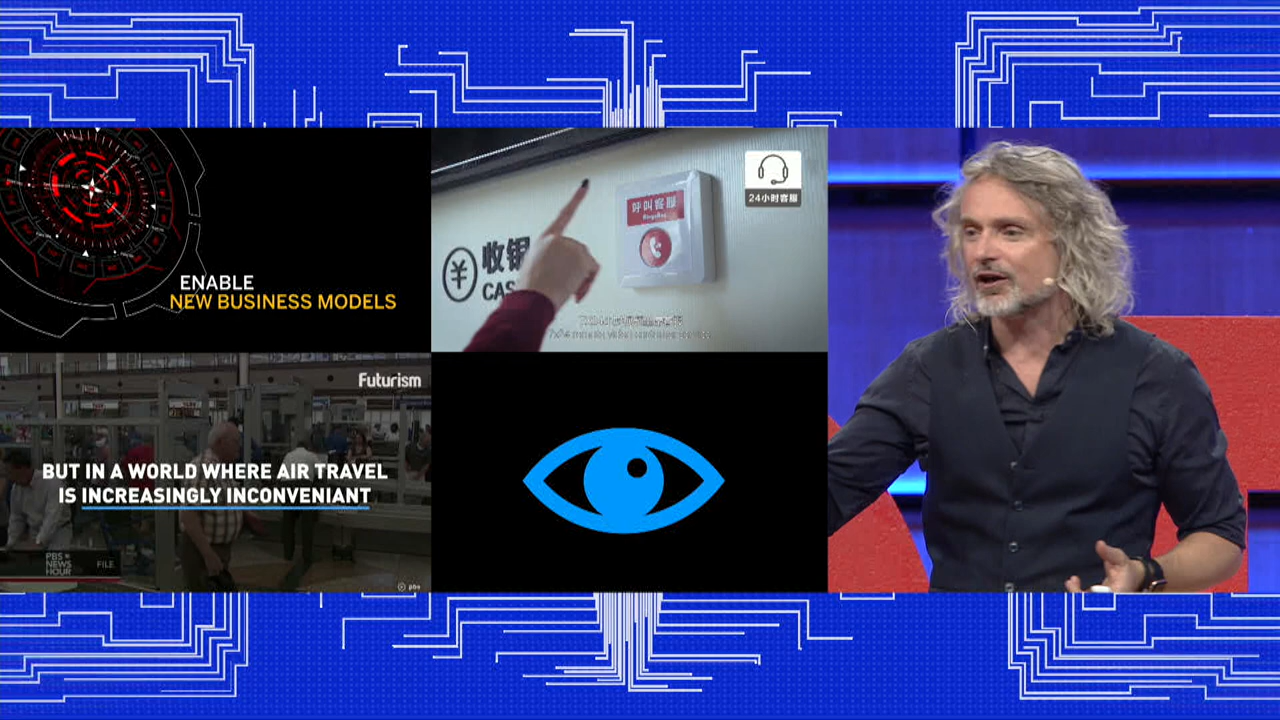 ENABLE
NEW BUSINESS MODELS
24小时客服
呼叫客服
收银
CAS
Futurism
BUT IN A WORLD WHERE AIR TRAVEL
IS INCREASINGLY INCONVENIANT
PBS
NEWS
HOUR
FILE
pbs